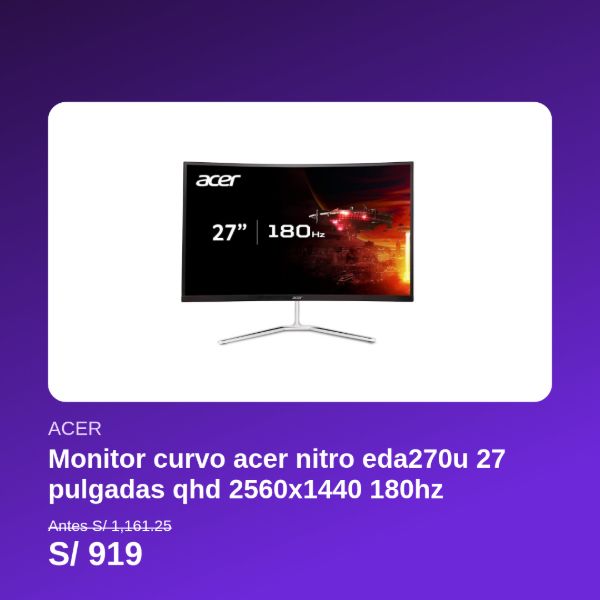 acer
27” | 180Hz
acer
ACER
Monitor curvo acer nitro eda270u 27
pulgadas qhd 2560x1440 180hz
Antes S/ 1,161.25
S/ 919